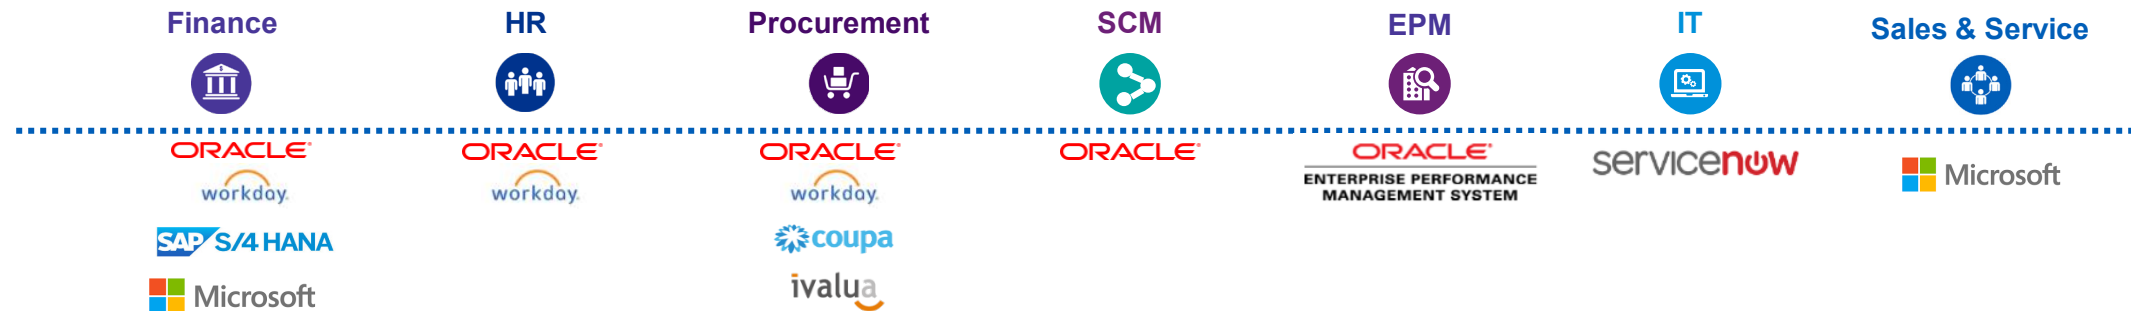 Finance
HR
Procurement
SCM
EPM
IT
Sales & Service
ORACLE®
workday.
SAP S/4 HANA
Microsoft
ORACLE®
workday.
ORACLE®
workday.
coupa
ivalua
ORACLE®
ORACLE®
ENTERPRISE PERFORMANCE
MANAGEMENT SYSTEM
servicenow
Microsoft